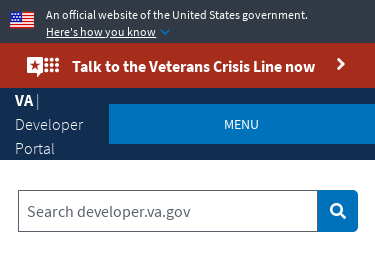 An official website of the United States government.
Here's how you know
Talk to the Veterans Crisis Line now
VA |
Developer
Portal
MENU
Search developer.va.gov